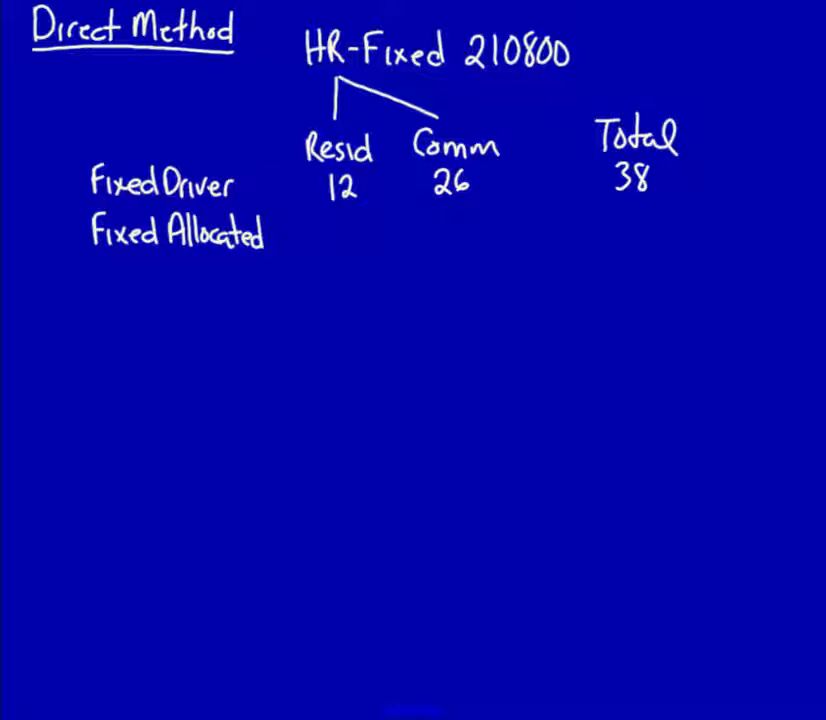 Direct Method
HR-Fixed 210800
Resid Comm Total
Fixed Driver 12 26 38
Fixed Allocated